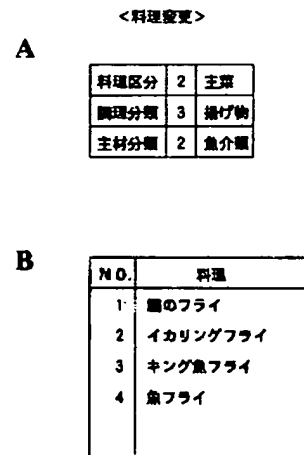 <料理変更>
A
料理区分 2 主菜
調理分類 3 揚げ物
主材分類 2 魚介類
B
NO. 料理
1 のフライ
2 イカリングフライ
3 キング魚フライ
4 魚フライ